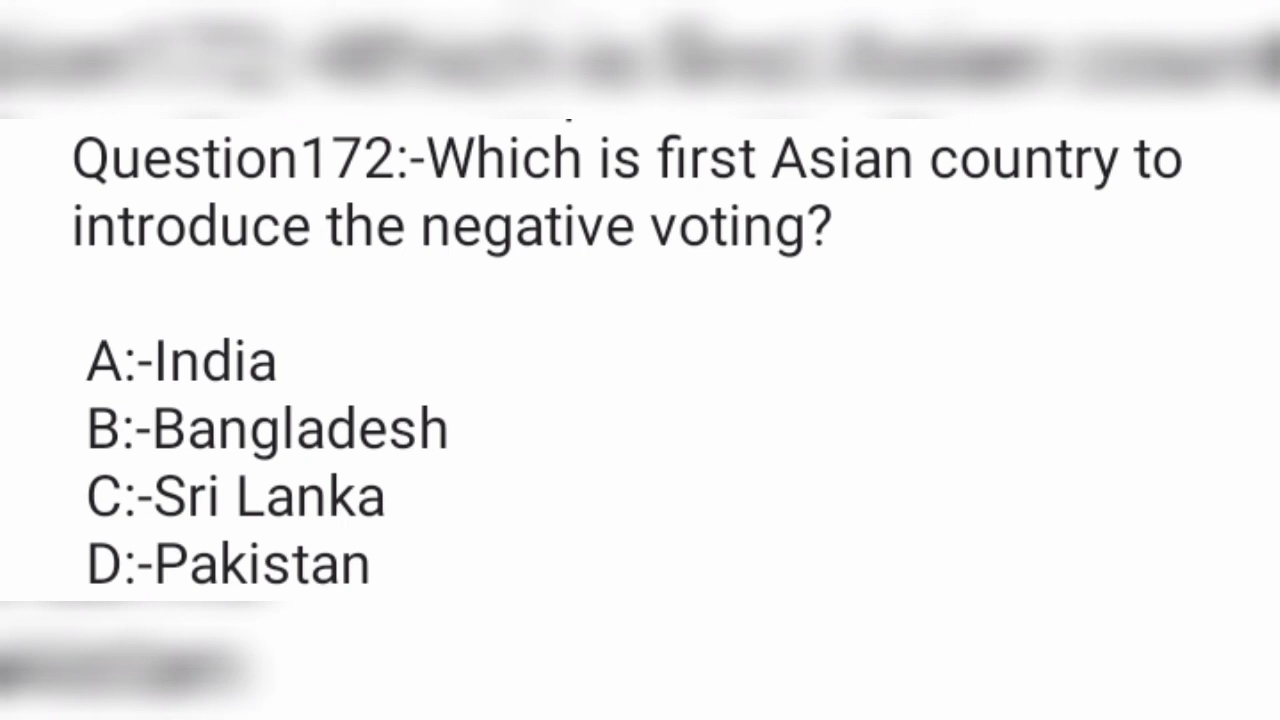 Question172:-Which is first Asian country to
introduce the negative voting?
A:-India
B:-Bangladesh
C:-Sri Lanka
D:-Pakistan